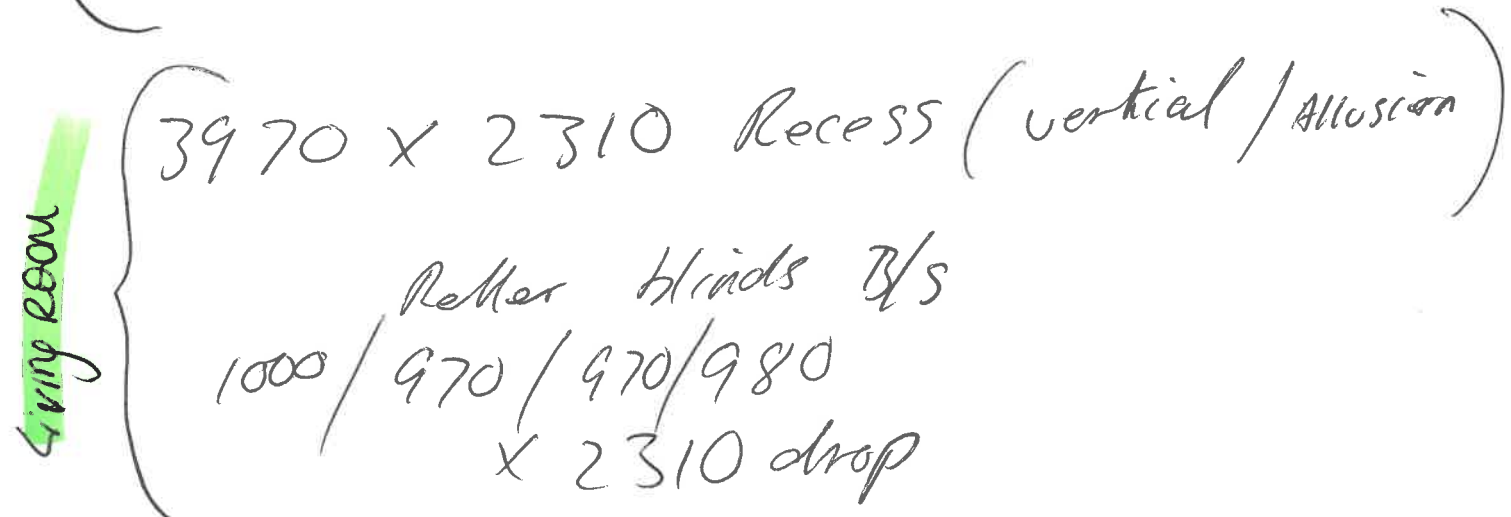 Living ROOM
3970 x 2310 Recess (vertical / Allusion)
Roller blinds B/S
1000 / 970 / 970 / 980
x 2310 drop